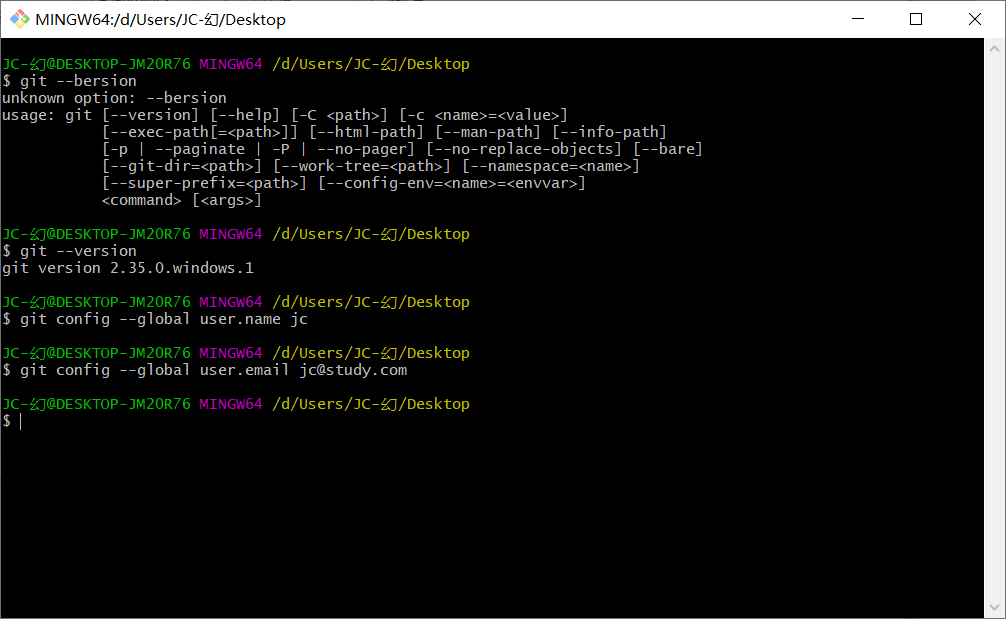 MINGW64:/d/Users/JC-幻/Desktop
JC-幻@DESKTOP-JM2OR76 MINGW64 /d/Users/JC-幻/Desktop
$ git --bersion
unknown option: --bersion
usage: git [--version] [--help] [-C <path>] [-c <name>=<value>]
           [--exec-path[=<path>]] [--html-path] [--man-path] [--info-path]
           [-p | --paginate | -P | --no-pager] [--no-replace-objects] [--bare]
           [--git-dir=<path>] [--work-tree=<path>] [--namespace=<name>]
           [--super-prefix=<path>] [--config-env=<name>=<envvar>]
           <command> [<args>]
JC-幻@DESKTOP-JM2OR76 MINGW64 /d/Users/JC-幻/Desktop
$ git --version
git version 2.35.0.windows.1
JC-幻@DESKTOP-JM2OR76 MINGW64 /d/Users/JC-幻/Desktop
$ git config --global user.name jc
JC-幻@DESKTOP-JM2OR76 MINGW64 /d/Users/JC-幻/Desktop
$ git config --global user.email jc@study.com
JC-幻@DESKTOP-JM2OR76 MINGW64 /d/Users/JC-幻/Desktop
$